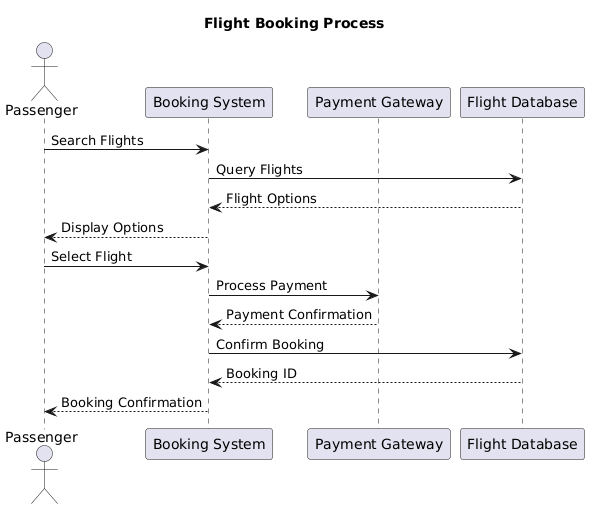 Flight Booking Process
Passenger
Booking System
Payment Gateway
Flight Database
Search Flights
Query Flights
Flight Options
Display Options
Select Flight
Process Payment
Payment Confirmation
Confirm Booking
Booking ID
Booking Confirmation
Passenger
Booking System
Payment Gateway
Flight Database